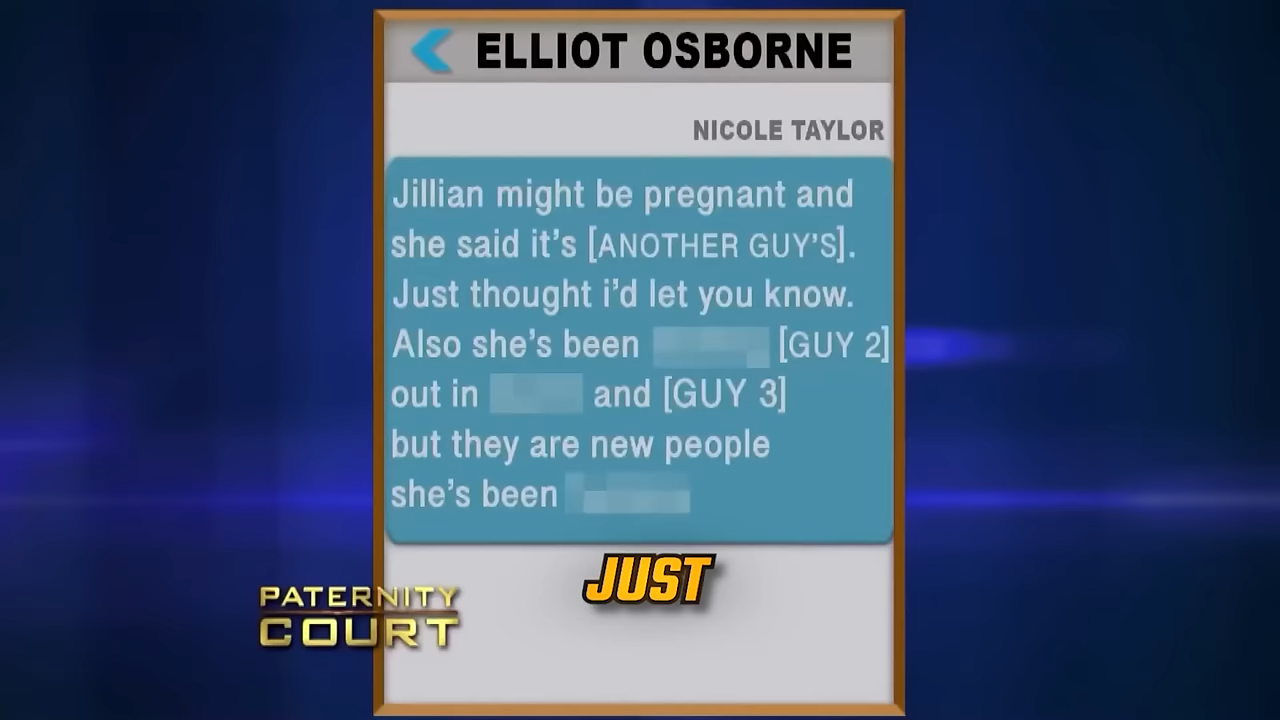 ELLIOT OSBORNE
NICOLE TAYLOR
Jillian might be pregnant and
she said it's [ANOTHER GUY'S].
Just thought i'd let you know.
Also she's been [GUY 2]
out in and [GUY 3]
but they are new people
she's been
JUST
PATERNITY
COURT